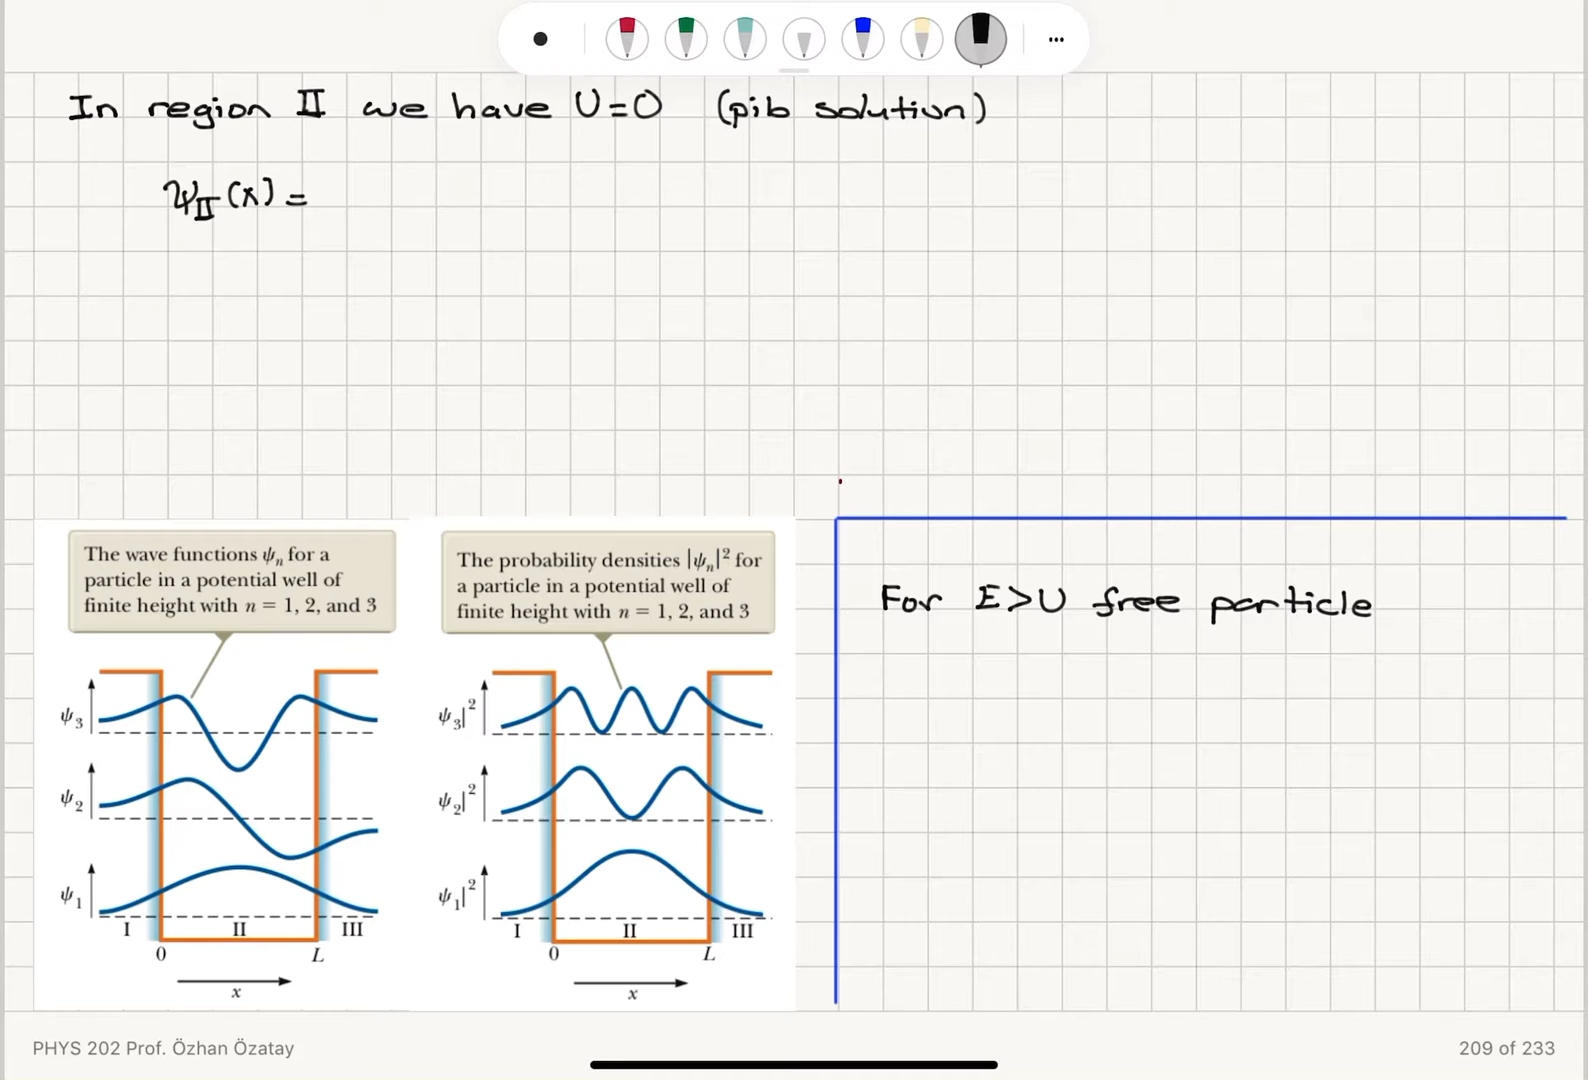 In region II we have U=0 (pib solution)
ψ_II(x) =
The wave functions ψn for a
particle in a potential well of
finite height with n = 1, 2, and 3
The probability densities |ψn|² for
a particle in a potential well of
finite height with n = 1, 2, and 3
For E>U free particle
ψ3
ψ2
ψ1
I II III
0 L
x
ψ3|²
ψ2|²
ψ1|²
I II III
0 L
x
PHYS 202 Prof. Özhan Özatay
209 of 233